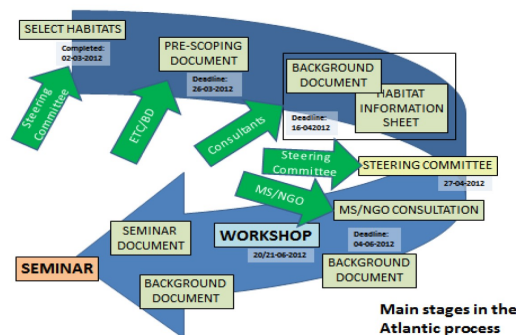 SELECT HABITATS
Completed:
02-03-2012
PRE-SCOPING
DOCUMENT
Deadline:
26-03-2012
BACKGROUND
DOCUMENT
HABITAT
INFORMATION
SHEET
Deadline:
16-042012
Steering
Committee
ETC/BD
Consultants
Steering
Committee
STEERING COMMITTEE
27-04-2012
MS/NGO
MS/NGO CONSULTATION
Deadline:
04-06-2012
SEMINAR
DOCUMENT
WORKSHOP
20/21-06-2012
BACKGROUND
DOCUMENT
SEMINAR
BACKGROUND
DOCUMENT
Main stages in the
Atlantic process